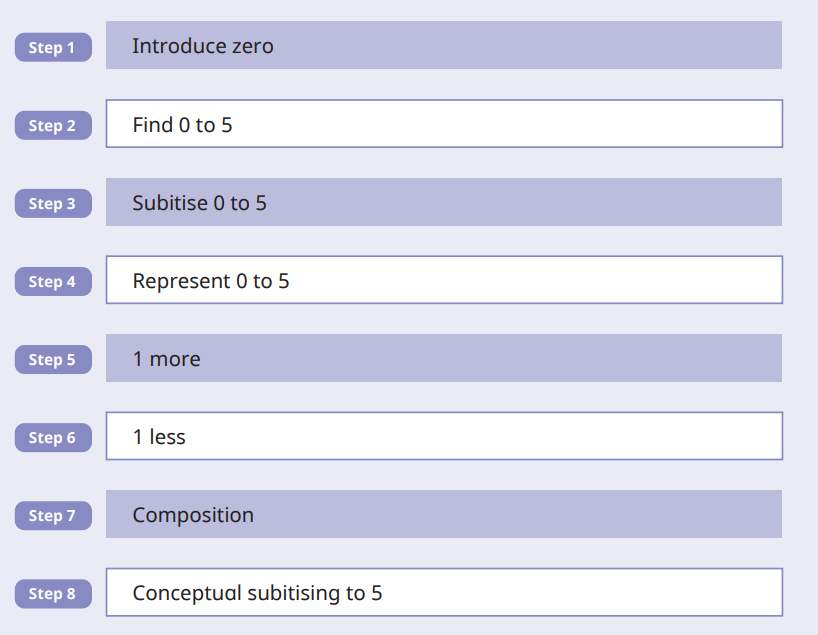 Step 1 Introduce zero
Step 2 Find 0 to 5
Step 3 Subitise 0 to 5
Step 4 Represent 0 to 5
Step 5 1 more
Step 6 1 less
Step 7 Composition
Step 8 Conceptual subitising to 5